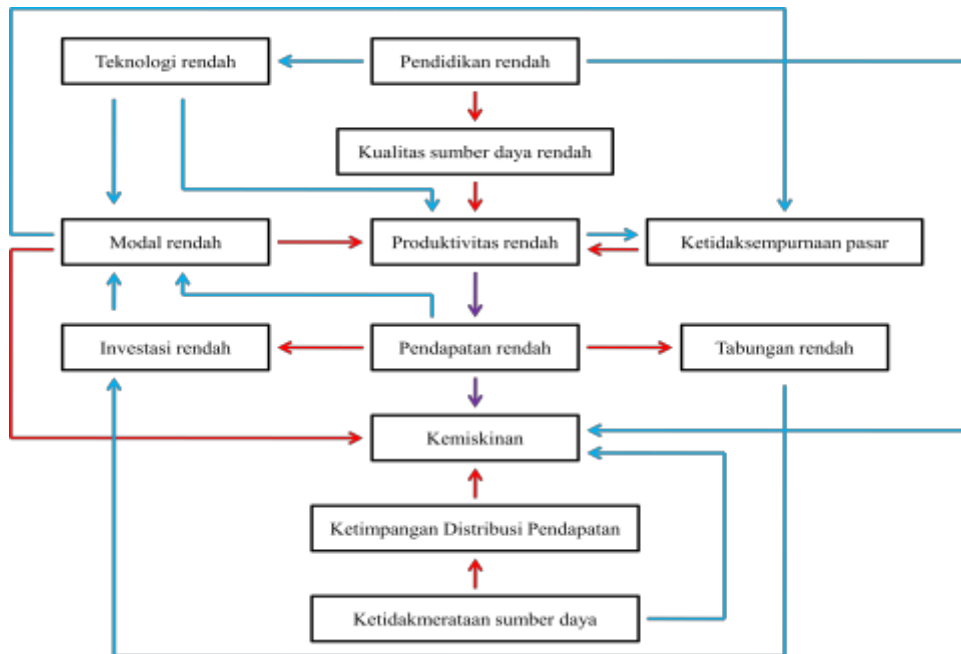 Teknologi rendah
Pendidikan rendah
Kualitas sumber daya rendah
Modal rendah
Produktivitas rendah
Ketidaksempurnaan pasar
Investasi rendah
Pendapatan rendah
Tabungan rendah
Kemiskinan
Ketimpangan Distribusi Pendapatan
Ketidakmerataan sumber daya